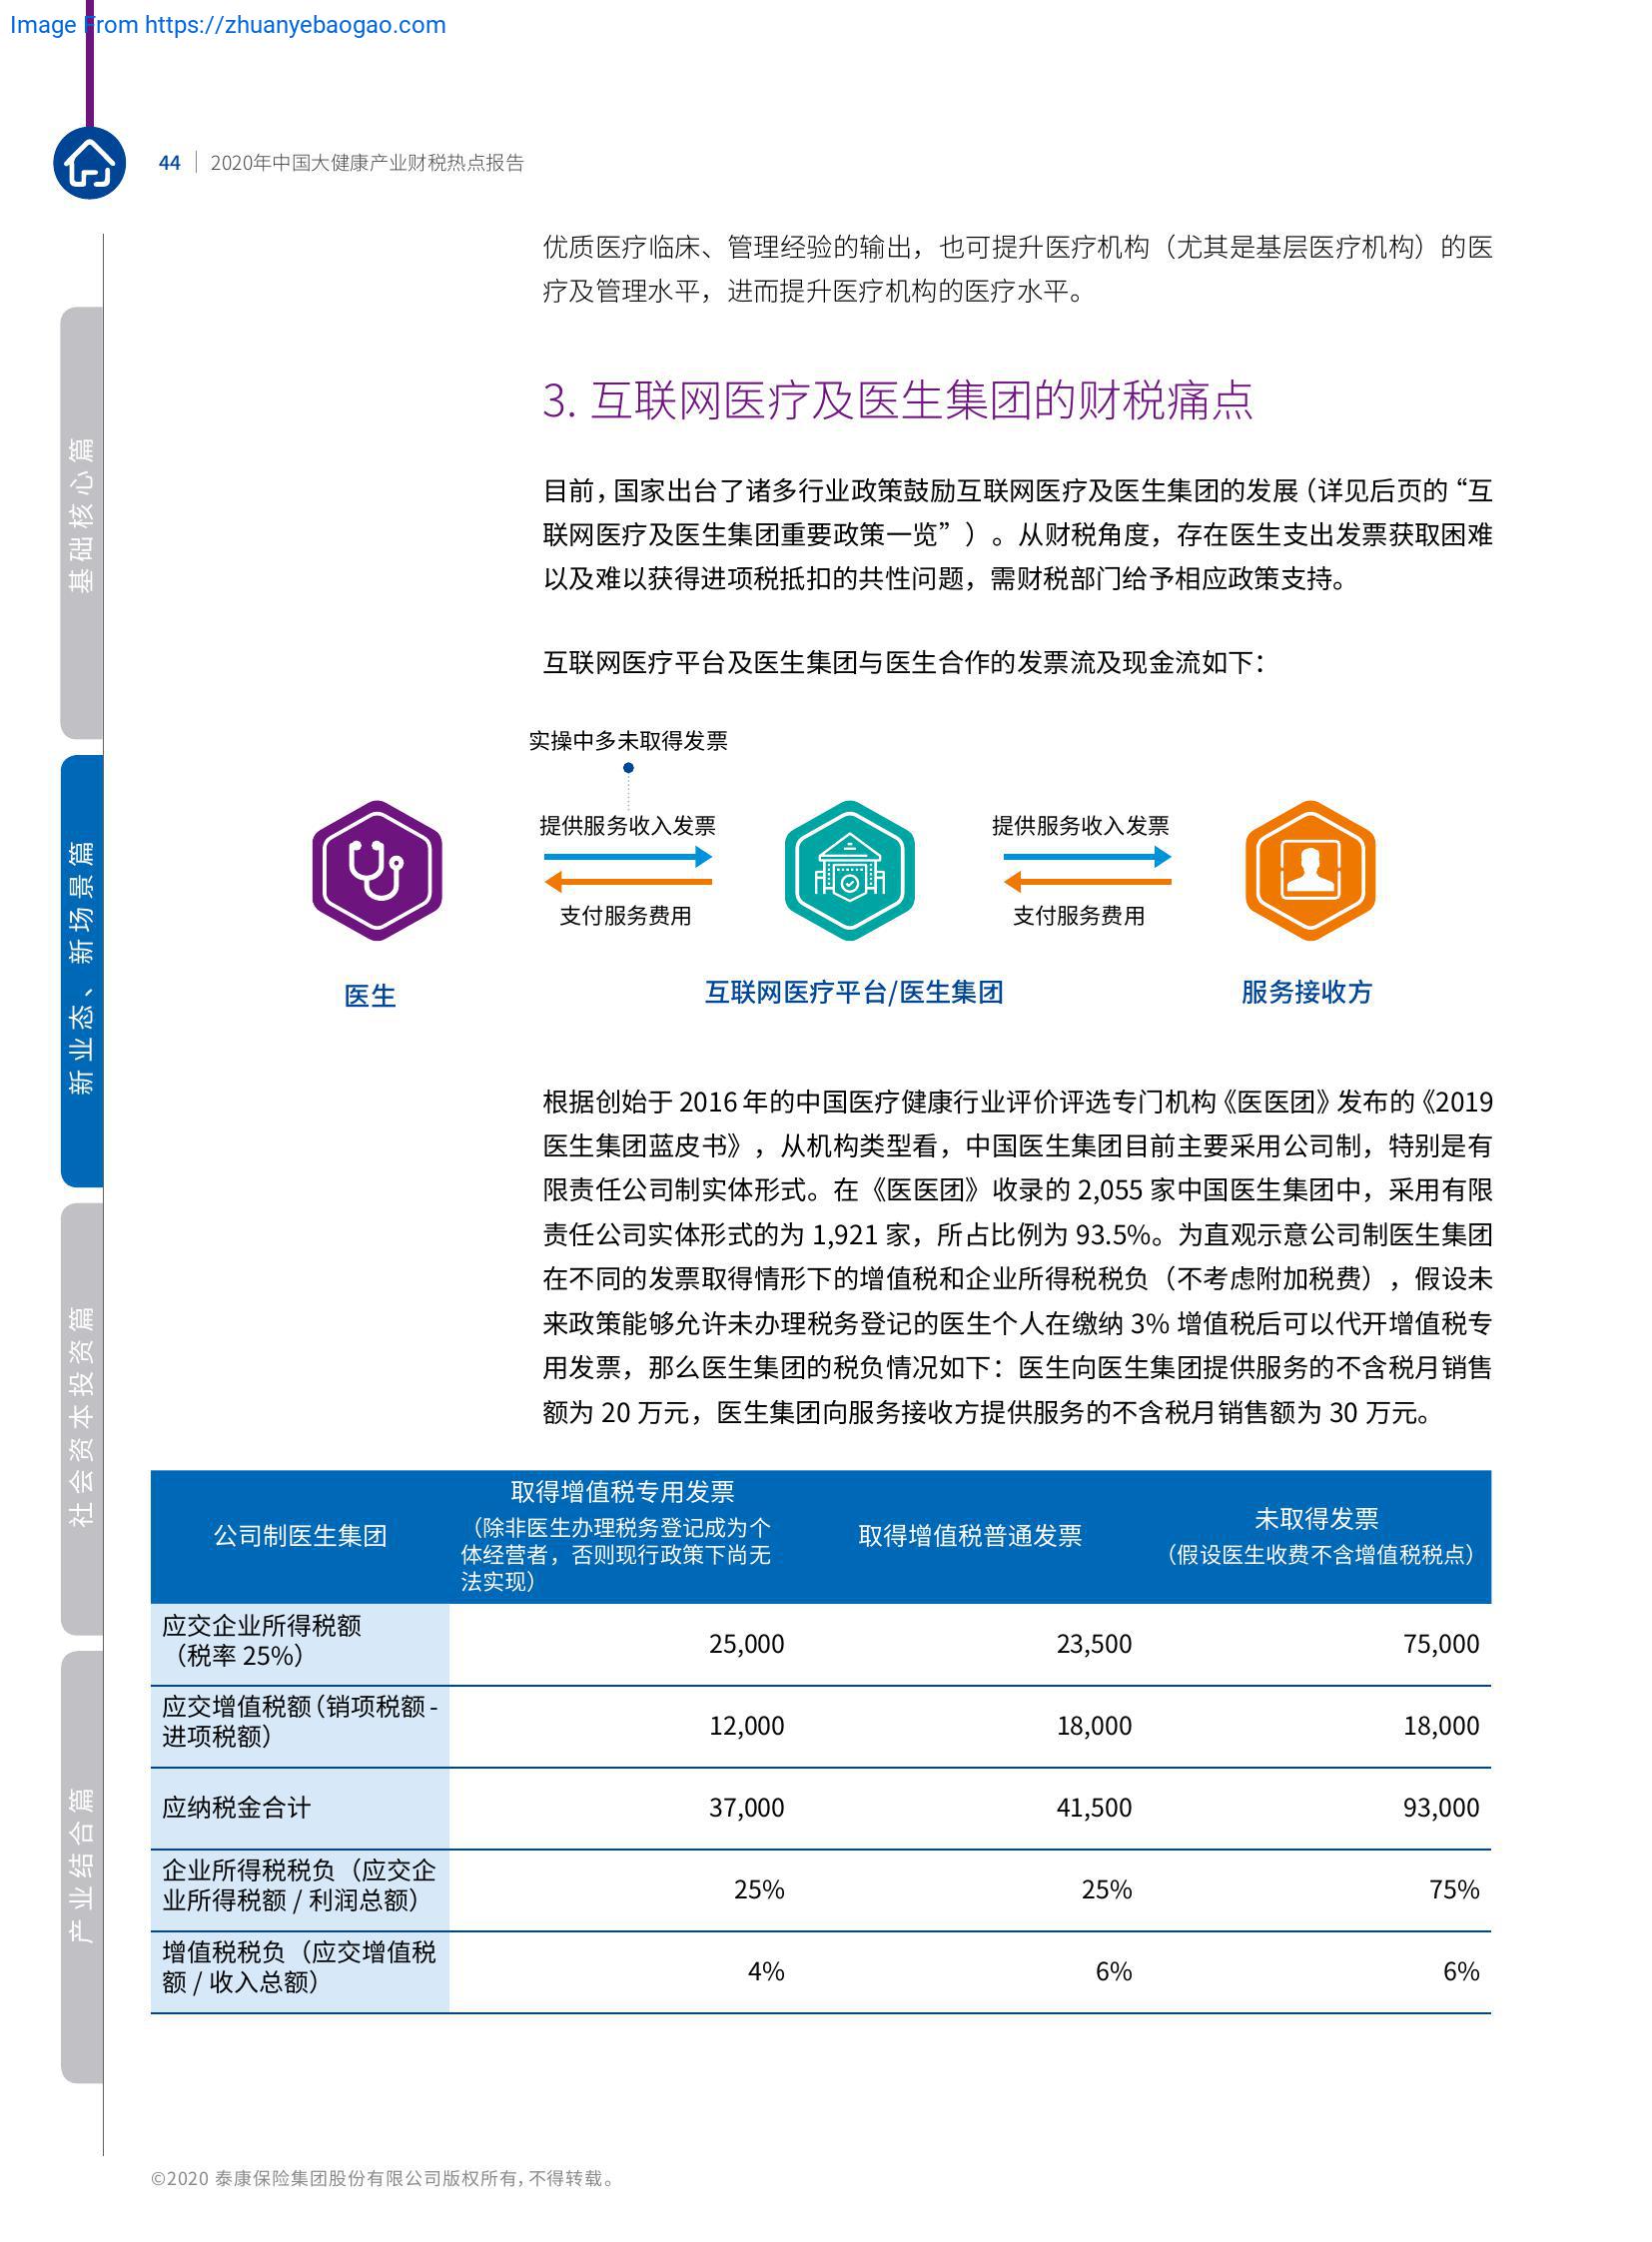 Image From https://zhuanyebaogao.com
44 | 2020年中国大健康产业财税热点报告
优质医疗临床、管理经验的输出，也可提升医疗机构（尤其是基层医疗机构）的医
疗及管理水平，进而提升医疗机构的医疗水平。
3. 互联网医疗及医生集团的财税痛点
目前，国家出台了诸多行业政策鼓励互联网医疗及医生集团的发展（详见后页的“互
联网医疗及医生集团重要政策一览”）。从财税角度，存在医生支出发票获取困难
以及难以获得进项税抵扣的共性问题，需财税部门给予相应政策支持。
互联网医疗平台及医生集团与医生合作的发票流及现金流如下：
实操中多未取得发票
提供服务收入发票
提供服务收入发票
支付服务费用
支付服务费用
医生
互联网医疗平台/医生集团
服务接收方
根据创始于 2016 年的中国医疗健康行业评价评选专门机构《医医团》发布的《2019
医生集团蓝皮书》，从机构类型看，中国医生集团目前主要采用公司制，特别是有
限责任公司制实体形式。在《医医团》收录的 2,055 家中国医生集团中，采用有限
责任公司实体形式的为 1,921 家，所占比例为 93.5%。为直观示意公司制医生集团
在不同的发票取得情形下的增值税和企业所得税税负（不考虑附加税费），假设未
来政策能够允许未办理税务登记的医生个人在缴纳 3% 增值税后可以代开增值税专
用发票，那么医生集团的税负情况如下：医生向医生集团提供服务的不含税月销售
额为 20 万元，医生集团向服务接收方提供服务的不含税月销售额为 30 万元。
公司制医生集团
取得增值税专用发票
（除非医生办理税务登记成为个
体经营者，否则现行政策下尚无
法实现）
取得增值税普通发票
未取得发票
（假设医生收费不含增值税税点）
应交企业所得税额
（税率 25%）
25,000
23,500
75,000
应交增值税额（销项税额 -
进项税额）
12,000
18,000
18,000
应纳税金合计
37,000
41,500
93,000
企业所得税税负（应交企
业所得税额 / 利润总额）
25%
25%
75%
增值税税负（应交增值税
额 / 收入总额）
4%
6%
6%
基础核心篇
新业态、新场景篇
社会资本投资篇
产业结合篇
©2020 泰康保险集团股份有限公司版权所有，不得转载。